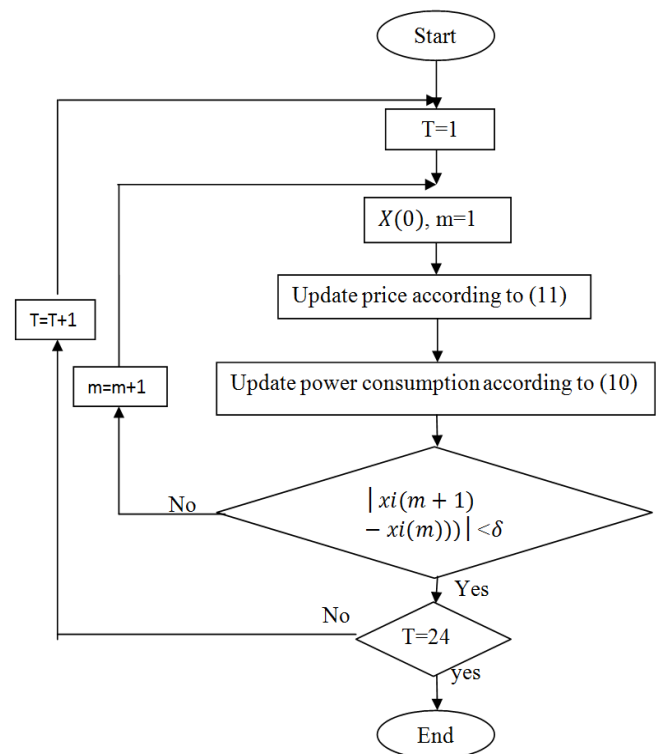 Start
T=1
𝑋(0), m=1
Update price according to (11)
T=T+1
Update power consumption according to (10)
m=m+1
No
|𝑥𝑖(𝑚 + 1)
− 𝑥𝑖(𝑚)))| <𝛿
Yes
No
T=24
yes
End